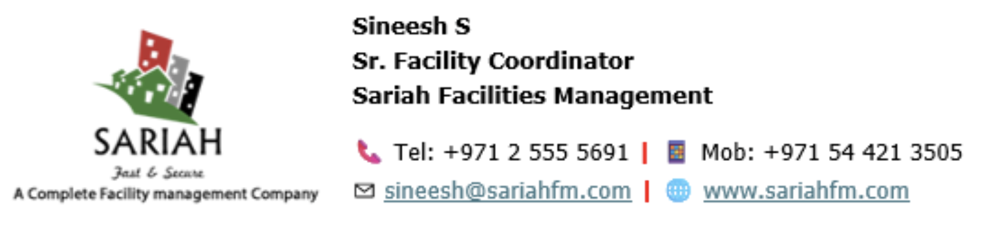 SARIAH
Fast & Secure
A Complete Facility management Company
Sineesh S
Sr. Facility Coordinator
Sariah Facilities Management
Tel: +971 2 555 5691 | Mob: +971 54 421 3505
sineesh@sariahfm.com | www.sariahfm.com